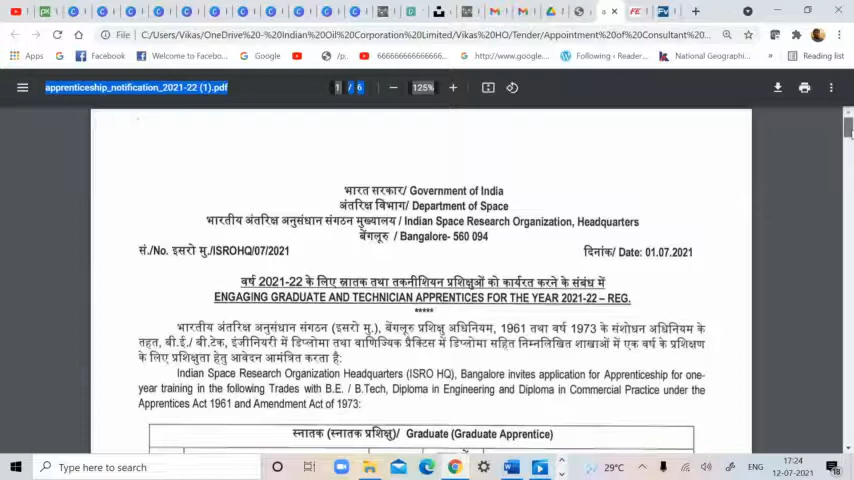 File | C:/Users/Vikas/OneDrive%20-%20Indian%20Oil%20Corporation%20Limited/Vikas%20HO/Tender/Appointment%20of%20Consultant%20...
Apps Google Facebook Welcome to Facebo... Google /p.. 66666666666666... http://www.google.... Following ‹ Reader... National Geographi... » Reading list
apprenticeship_notification_2021-22 (1).pdf 1 / 6 − 125% +
भारत सरकार/ Government of India
अंतरिक्ष विभाग/ Department of Space
भारतीय अंतरिक्ष अनुसंधान संगठन मुख्यालय / Indian Space Research Organization, Headquarters
बेंगलूरु / Bangalore- 560 094
सं./No. इसरो मु./ISROHQ/07/2021 दिनांक/ Date: 01.07.2021
वर्ष 2021-22 के लिए स्नातक तथा तकनीशियन प्रशिक्षुओं को कार्यरत करने के संबंध में
ENGAGING GRADUATE AND TECHNICIAN APPRENTICES FOR THE YEAR 2021-22 – REG.
*****
भारतीय अंतरिक्ष अनुसंधान संगठन (इसरो मु.), बेंगलूरु प्रशिक्षु अधिनियम, 1961 तथा वर्ष 1973 के संशोधन अधिनियम के
तहत, बी.ई./ बी.टेक, इंजीनियरी में डिप्लोमा तथा वाणिज्यिक प्रैक्टिस में डिप्लोमा सहित निम्नलिखित शाखाओं में एक वर्ष के प्रशिक्षण
के लिए प्रशिक्षुता हेतु आवेदन आमंत्रित करता है:
Indian Space Research Organization Headquarters (ISRO HQ), Bangalore invites application for Apprenticeship for one-
year training in the following Trades with B.E. / B.Tech, Diploma in Engineering and Diploma in Commercial Practice under the
Apprentices Act 1961 and Amendment Act of 1973:
स्नातक (स्नातक प्रशिक्षु)/ Graduate (Graduate Apprentice)
Type here to search 29°C ENG 17:24
12-07-2021 18